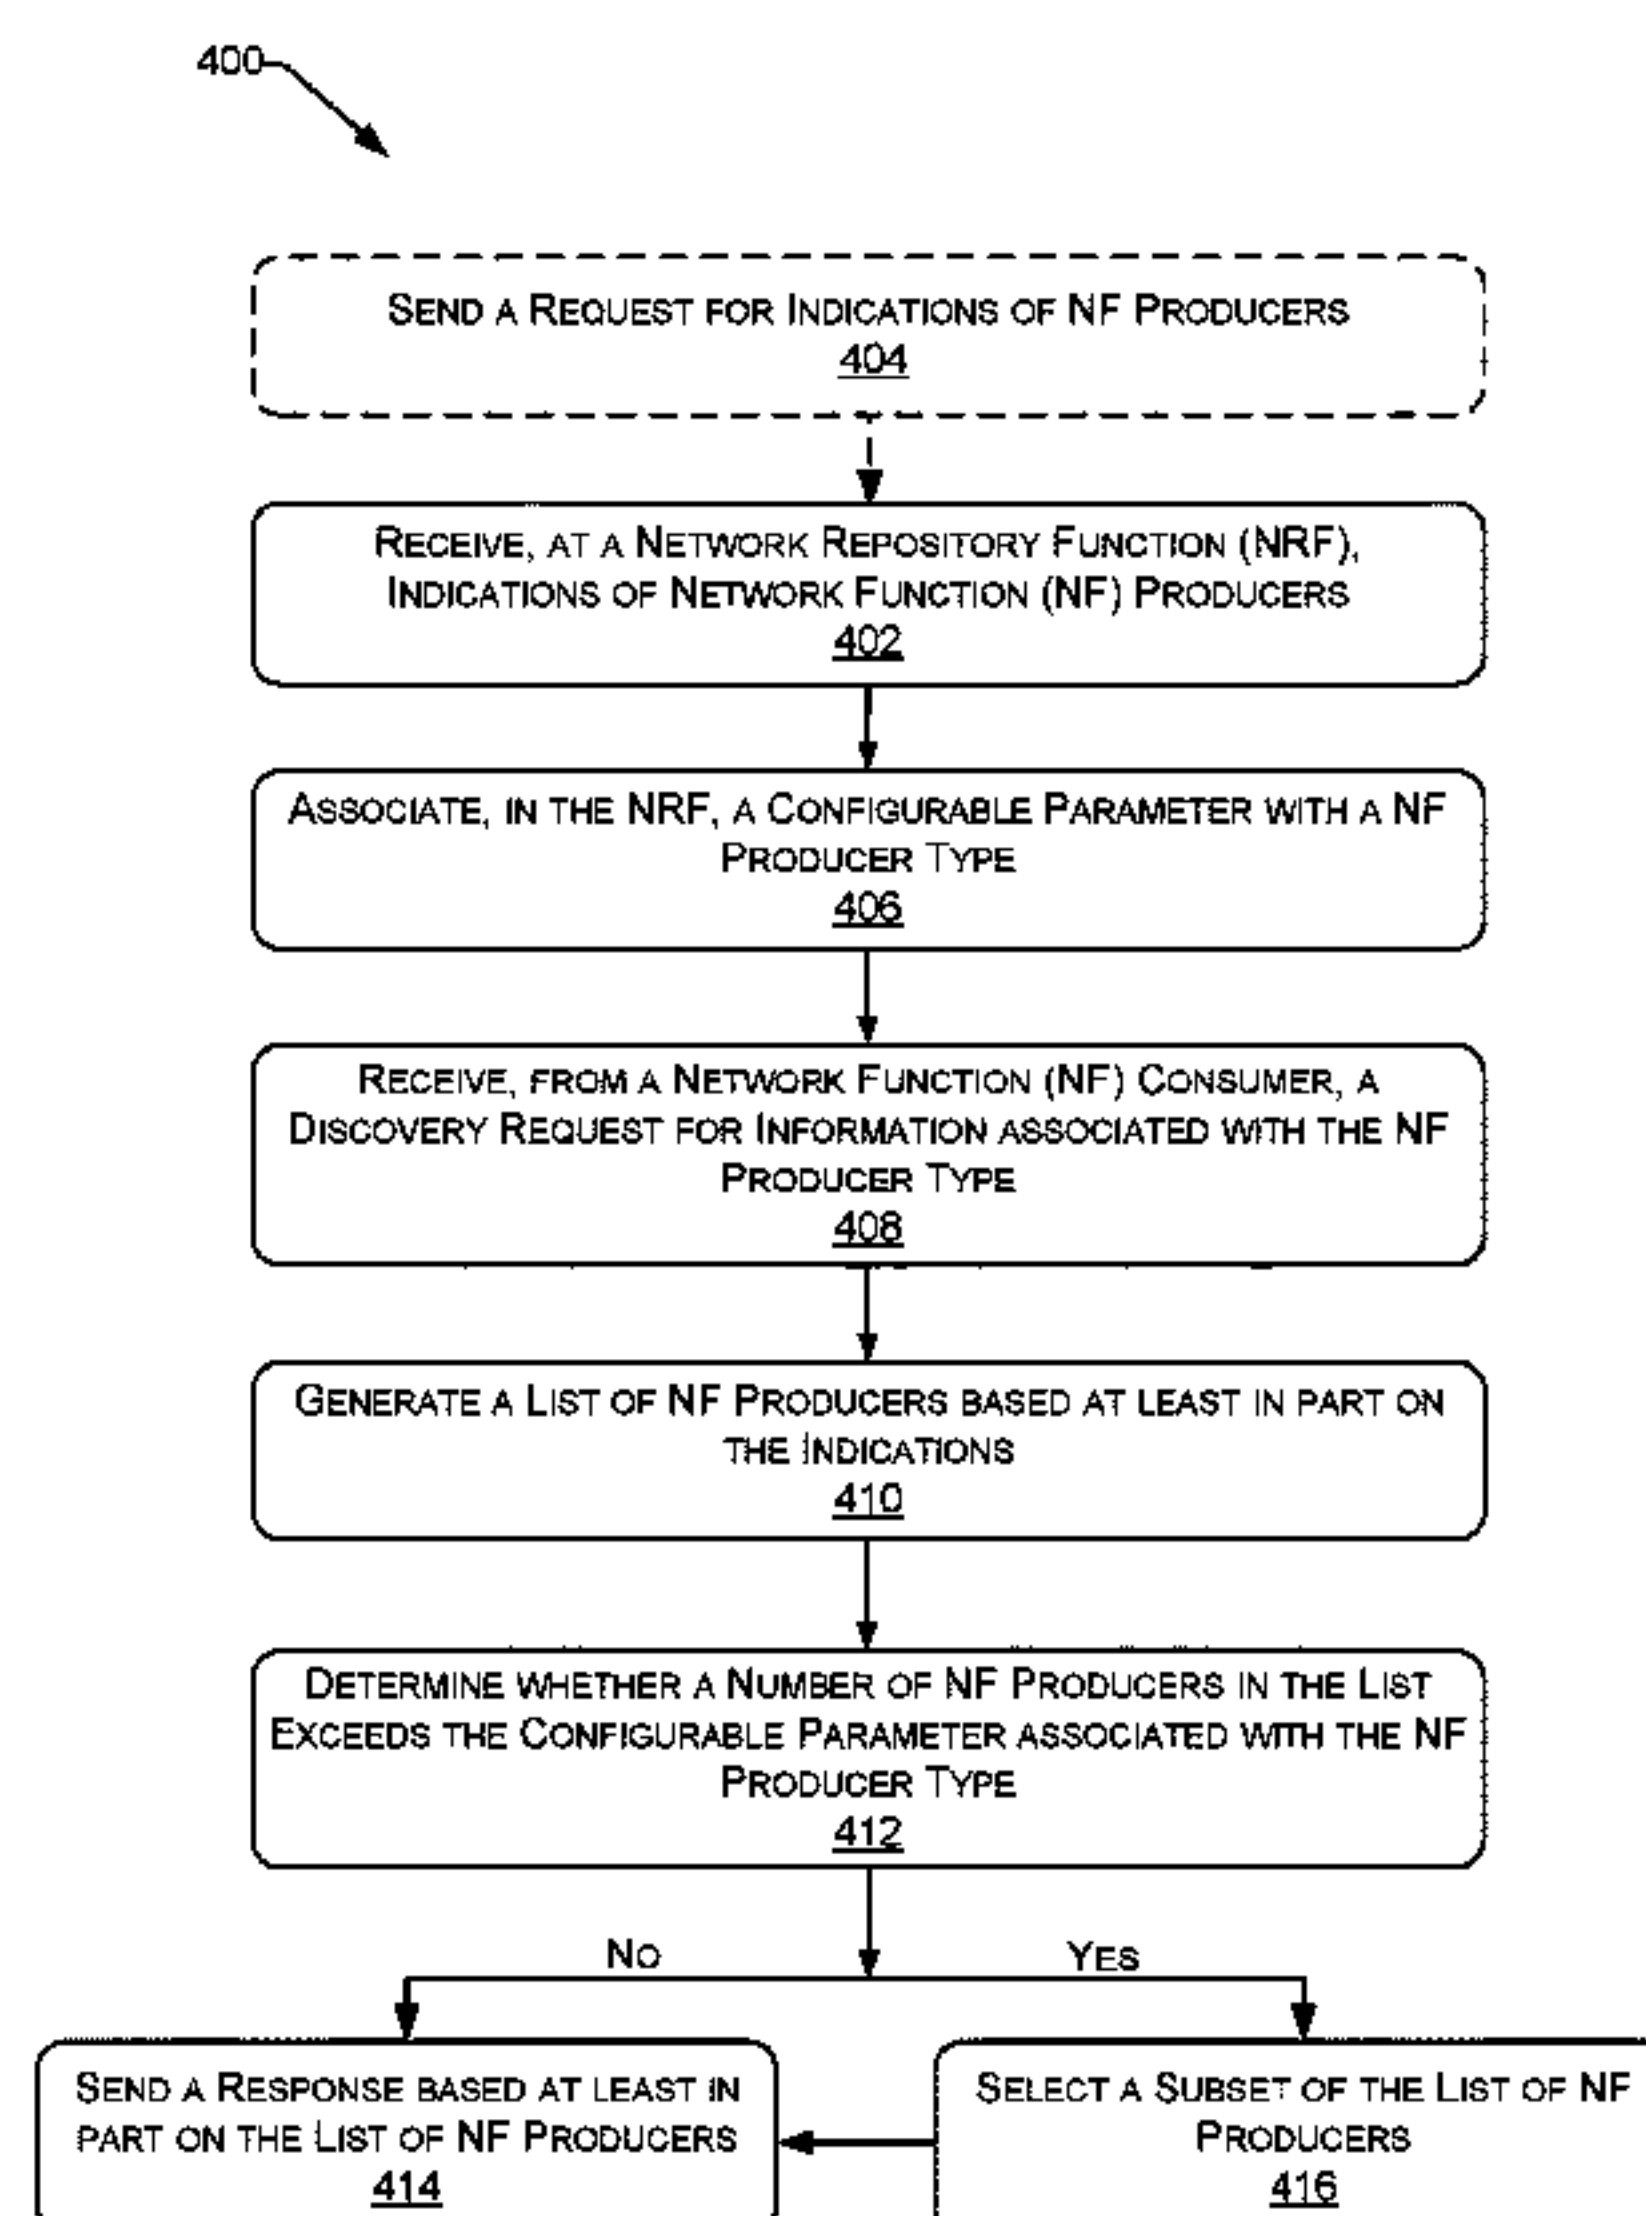 400
SEND A REQUEST FOR INDICATIONS OF NF PRODUCERS
404
RECEIVE, AT A NETWORK REPOSITORY FUNCTION (NRF),
INDICATIONS OF NETWORK FUNCTION (NF) PRODUCERS
402
ASSOCIATE, IN THE NRF, A CONFIGURABLE PARAMETER WITH A NF
PRODUCER TYPE
406
RECEIVE, FROM A NETWORK FUNCTION (NF) CONSUMER, A
DISCOVERY REQUEST FOR INFORMATION ASSOCIATED WITH THE NF
PRODUCER TYPE
408
GENERATE A LIST OF NF PRODUCERS BASED AT LEAST IN PART ON
THE INDICATIONS
410
DETERMINE WHETHER A NUMBER OF NF PRODUCERS IN THE LIST
EXCEEDS THE CONFIGURABLE PARAMETER ASSOCIATED WITH THE NF
PRODUCER TYPE
412
NO
YES
SEND A RESPONSE BASED AT LEAST IN
PART ON THE LIST OF NF PRODUCERS
414
SELECT A SUBSET OF THE LIST OF NF
PRODUCERS
416